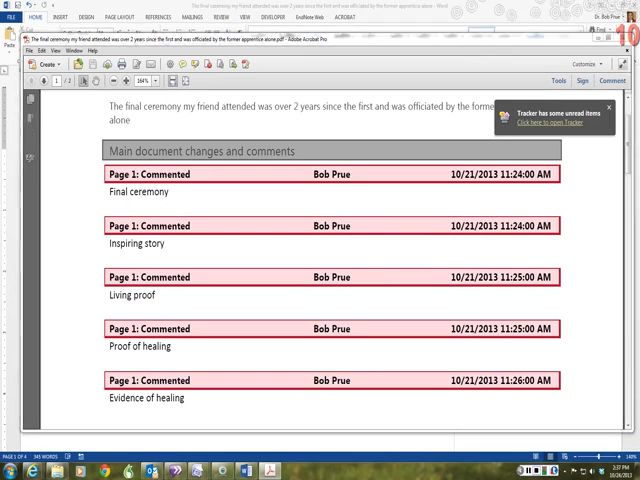 The final ceremony my friend attended was over 2 years since the first and was officiated by the former apprentice alone
Dr. Bob Prue
HOME INSERT DESIGN PAGE LAYOUT REFERENCES MAILINGS REVIEW VIEW DEVELOPER EndNote Web ACROBAT
Paste
Find
10
The final ceremony my friend attended was over 2 years since the first and was officiated by the former apprentice alone.pdf - Adobe Acrobat Pro
File Edit View Window Help
Create
Customize
1 / 2
164%
Tools Sign Comment
The final ceremony my friend attended was over 2 years since the first and was officiated by the forme
alone
Tracker has some unread items
Click here to open Tracker
Main document changes and comments
Page 1: Commented Bob Prue 10/21/2013 11:24:00 AM
Final ceremony
Page 1: Commented Bob Prue 10/21/2013 11:24:00 AM
Inspiring story
Page 1: Commented Bob Prue 10/21/2013 11:25:00 AM
Living proof
Page 1: Commented Bob Prue 10/21/2013 11:25:00 AM
Proof of healing
Page 1: Commented Bob Prue 10/21/2013 11:26:00 AM
Evidence of healing
PAGE 1 OF 4 345 WORDS
140%
2:37 PM
10/24/2013